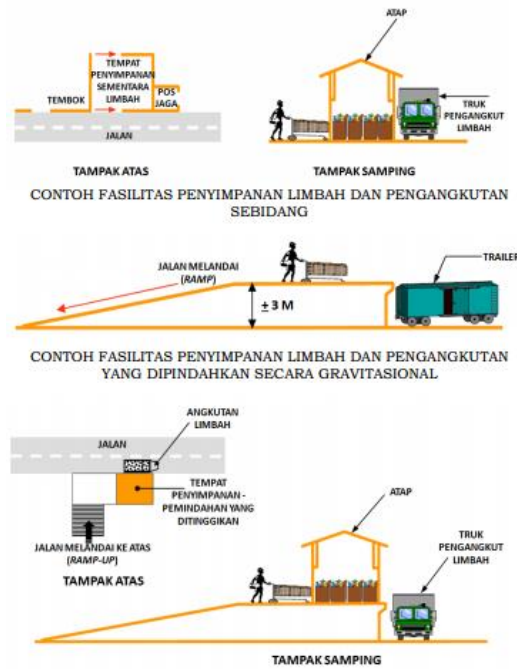 ATAP
TEMPAT
PENYIMPANAN
SEMENTARA
LIMBAH
POS
JAGA
TEMBOK
JALAN
TRUK
PENGANGKUT
LIMBAH
TAMPAK ATAS
TAMPAK SAMPING
CONTOH FASILITAS PENYIMPANAN LIMBAH DAN PENGANGKUTAN
SEBIDANG
JALAN MELANDAI
(RAMP)
TRAILER
± 3 M
CONTOH FASILITAS PENYIMPANAN LIMBAH DAN PENGANGKUTAN
YANG DIPINDAHKAN SECARA GRAVITASIONAL
ANGKUTAN
LIMBAH
JALAN
TEMPAT
PENYIMPANAN -
PEMINDAHAN YANG
DITINGGIKAN
JALAN MELANDAI KE ATAS
(RAMP-UP)
TAMPAK ATAS
ATAP
TRUK
PENGANGKUT
LIMBAH
TAMPAK SAMPING